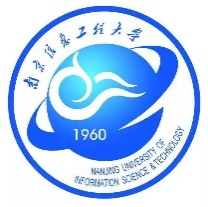 南京信息工程大学
1960
NANJING UNIVERSITY OF
INFORMATION SCIENCE & TECHNOLOGY